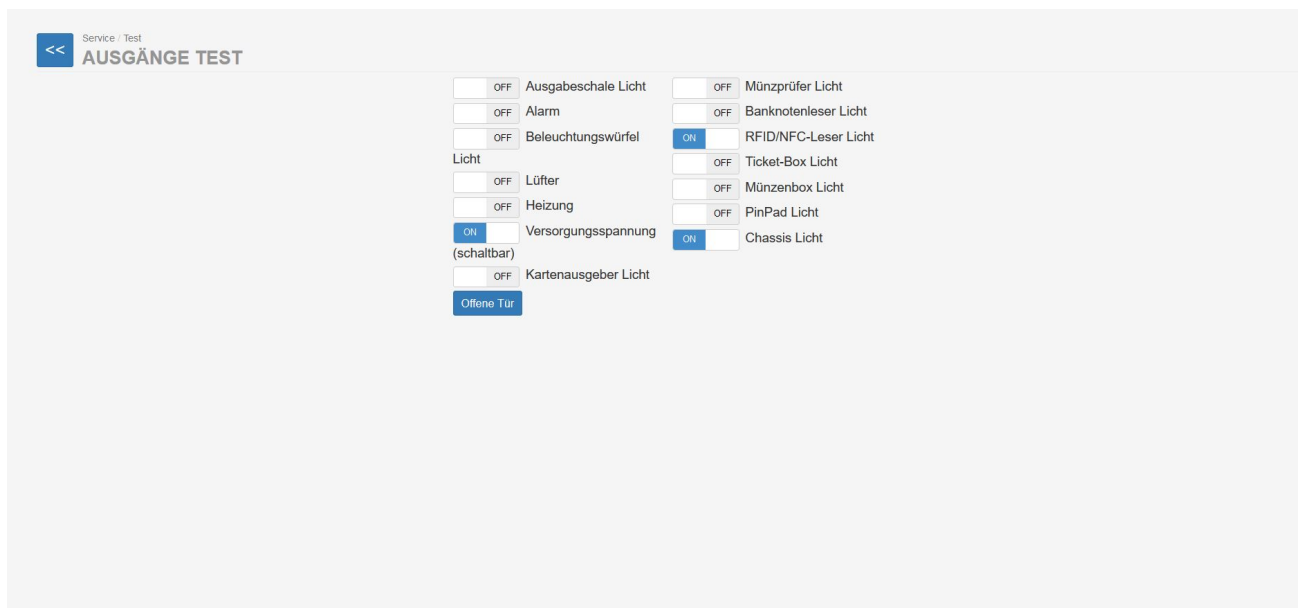 <<
Service / Test
AUSGÄNGE TEST
OFF Ausgabeschale Licht
OFF Alarm
OFF Beleuchtungswürfel
Licht
OFF Lüfter
OFF Heizung
ON Versorgungsspannung
(schaltbar)
OFF Kartenausgeber Licht
Offene Tür
OFF Münzprüfer Licht
OFF Banknotenleser Licht
ON RFID/NFC-Leser Licht
OFF Ticket-Box Licht
OFF Münzenbox Licht
OFF PinPad Licht
ON Chassis Licht